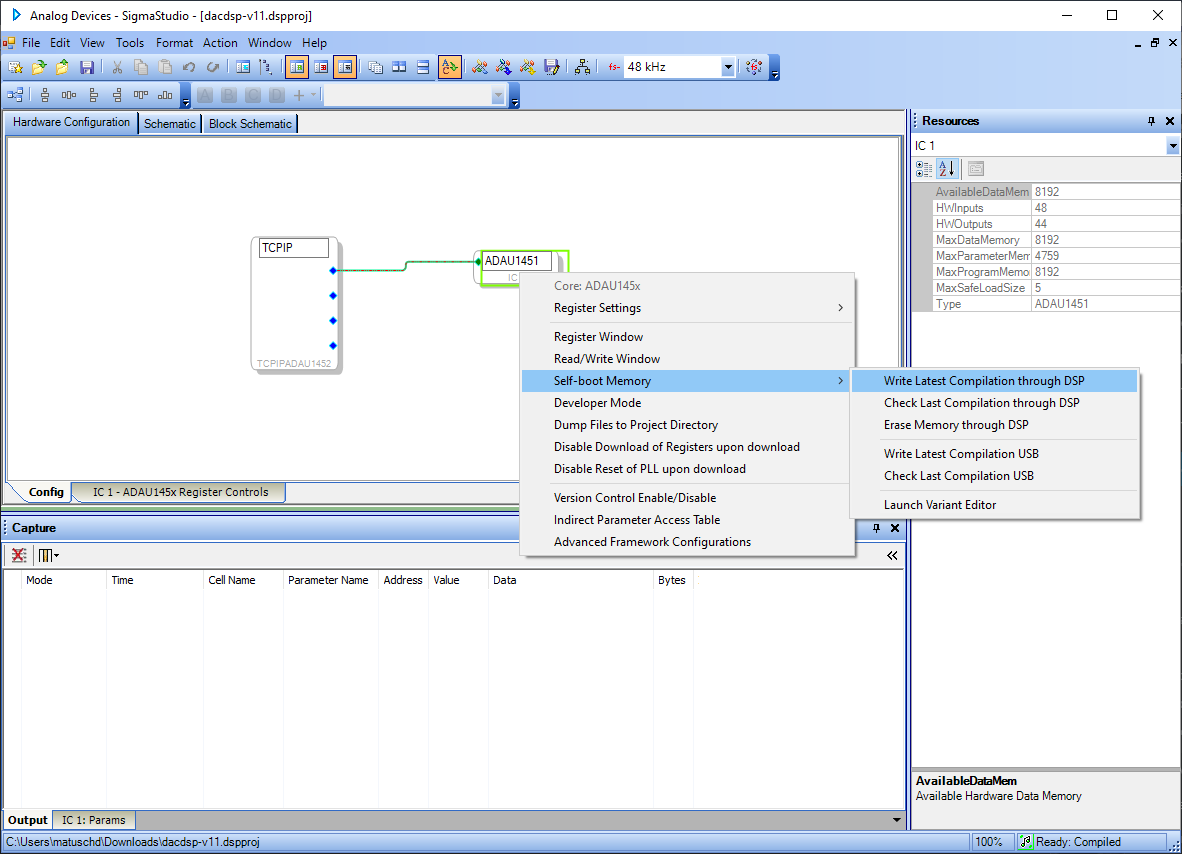 Analog Devices - SigmaStudio - [dacdsp-v11.dspproj]
File Edit View Tools Format Action Window Help
fs- 48 kHz
A B C D
Hardware Configuration Schematic Block Schematic
TCPIP
TCPIPADAU1452
ADAU1451
IC
Core: ADAU145x
Register Settings
Register Window
Read/Write Window
Self-boot Memory
Developer Mode
Dump Files to Project Directory
Disable Download of Registers upon download
Disable Reset of PLL upon download
Version Control Enable/Disable
Indirect Parameter Access Table
Advanced Framework Configurations
Write Latest Compilation through DSP
Check Last Compilation through DSP
Erase Memory through DSP
Write Latest Compilation USB
Check Last Compilation USB
Launch Variant Editor
Config IC 1 - ADAU145x Register Controls
Capture
Mode Time Cell Name Parameter Name Address Value Data Bytes
Output IC 1: Params
Resources
IC 1
AvailableDataMem 8192
HWInputs 48
HWOutputs 44
MaxDataMemory 8192
MaxParameterMem 4759
MaxProgramMemo 8192
MaxSafeLoadSize 5
Type ADAU1451
AvailableDataMem
Available Hardware Data Memory
C:\Users\matuschd\Downloads\dacdsp-v11.dspproj 100% Ready: Compiled